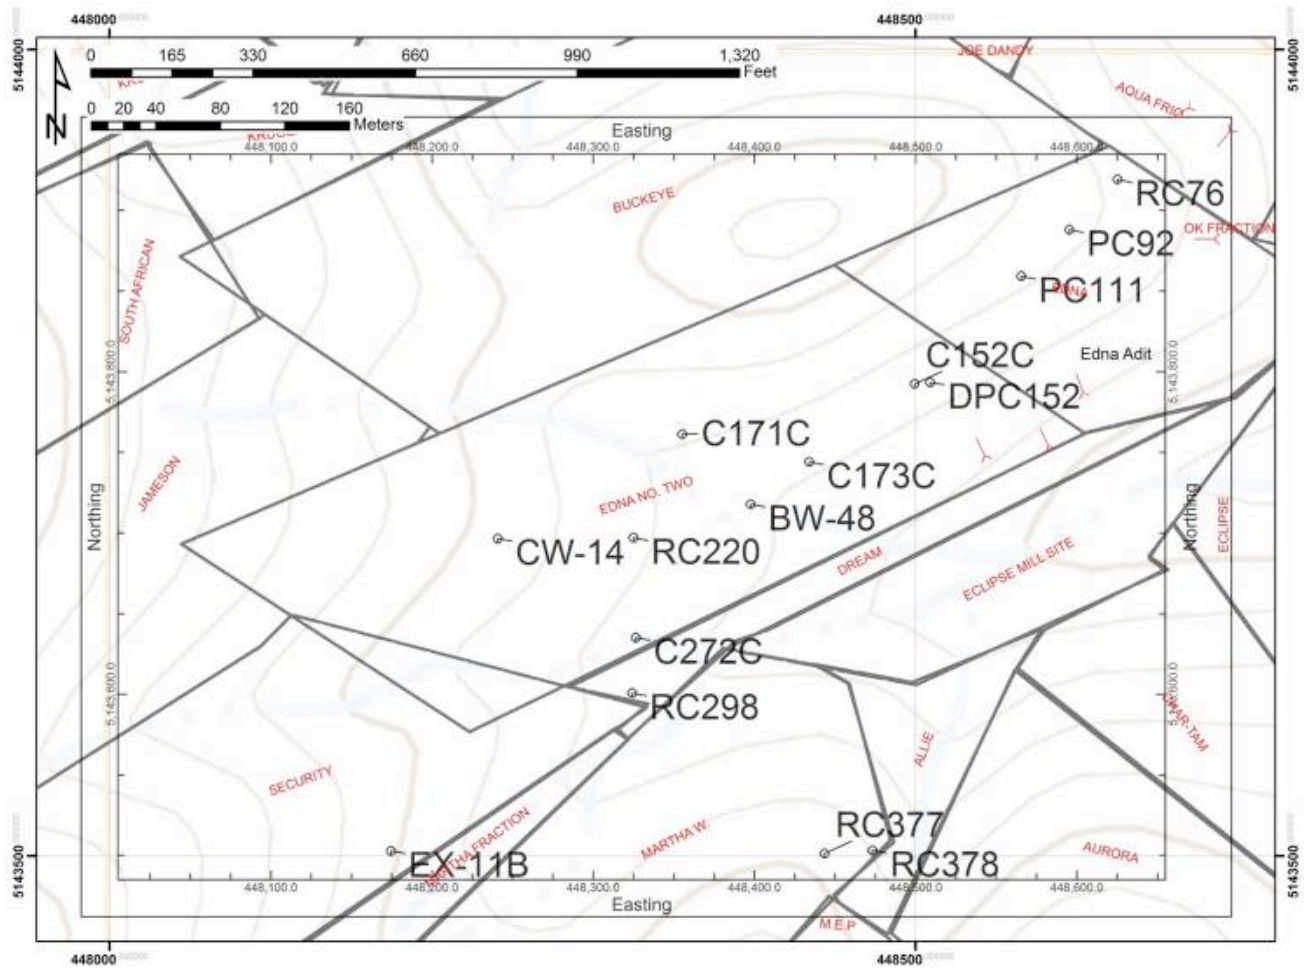 448000
448500
5144000
5144000
0 165 330 660 990 1,320
Feet
0 20 40 80 120 160
Meters
N
JOE DANDY
AQUA FRIO
Easting
448,100.0 448,200.0 448,300.0 448,400.0 448,500.0 448,600.0
BUCKEYE
RC76
OK FRACTION
PC92
PC111
EDNA
SOUTH AFRICAN
Edna Adit
5,143,800.0
5,143,800.0
C152C
DPC152
C171C
C173C
JAMESON
EDNA NO. TWO
BW-48
Northing
Northing
ECLIPSE
CW-14
RC220
DREAM
ECLIPSE MILL SITE
C272C
RC298
5,143,600.0
ALLIE
SECURITY
MARTHA W.
RC377
RC378
EX-11B
AURORA
5143500
5143500
448,100.0 448,200.0 448,300.0 448,400.0 448,500.0 448,600.0
Easting
M.E.P
448000
448500